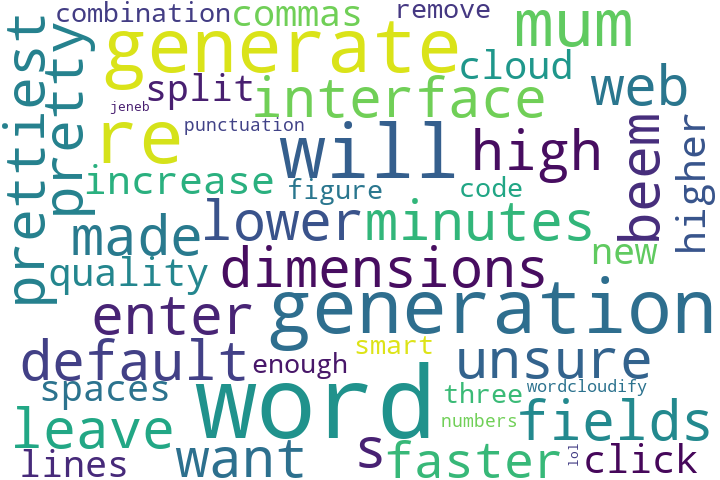 combination commas remove
generate mum
prettiest pretty split interface cloud web
jeneb
re punctuation will high beem higher
increase figure code
made lower minutes new
quality dimensions
enter generation
default enough smart unsure
spaces word three wordcloudify
leave numbers fields
lines want s faster lol click